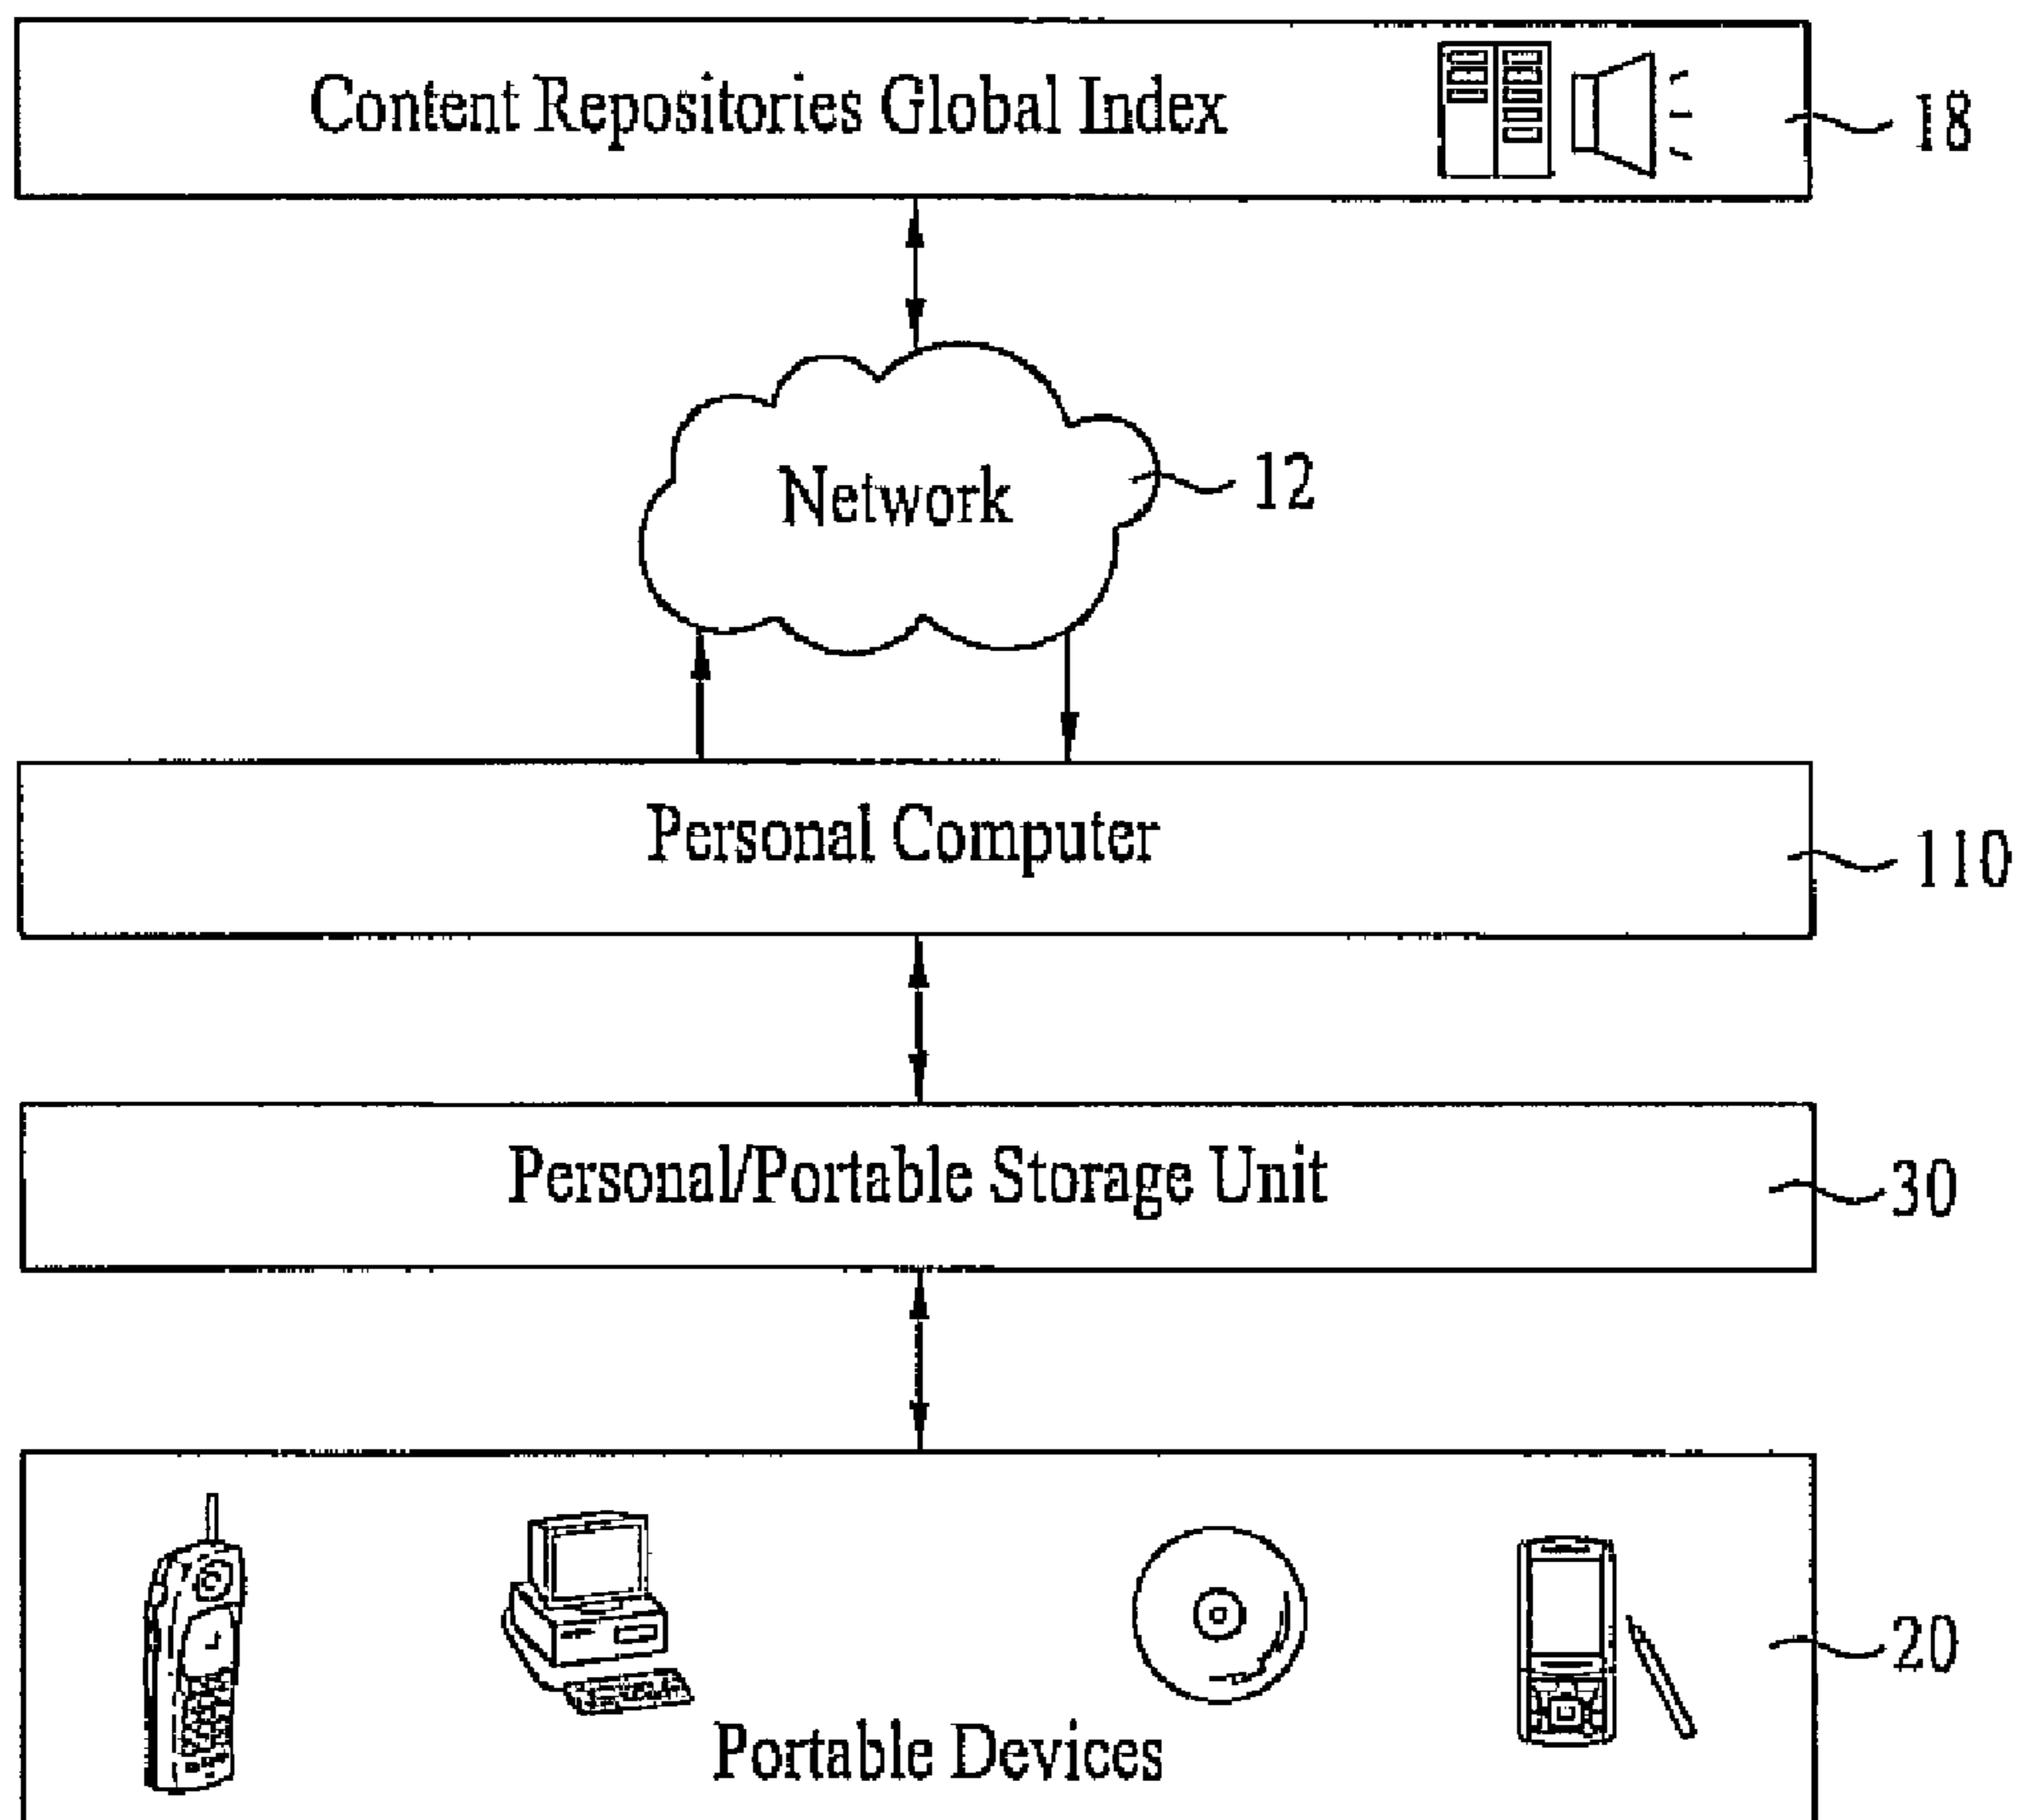 Content Repositories Global Index
18
Network
12
Personal Computer
110
Personal/Portable Storage Unit
30
20
Portable Devices